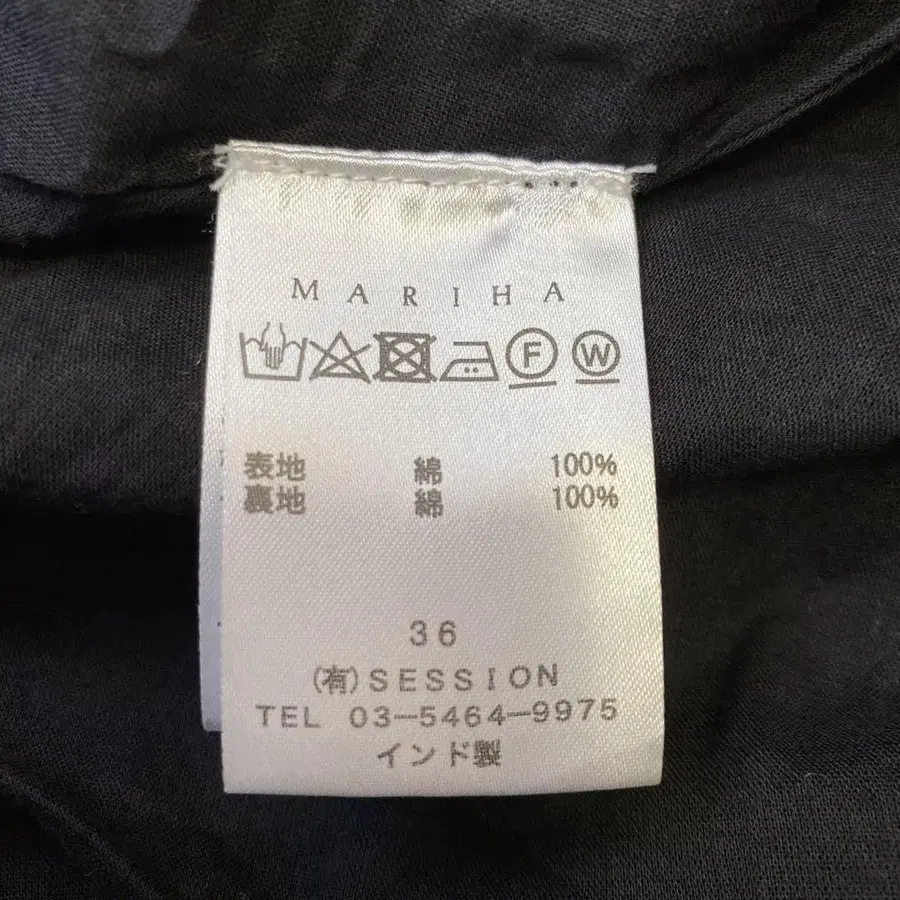 MARIHA
F W
表地 綿 100%
裏地 綿 100%
36
(有)SESSION
TEL 03-5464-9975
インド製